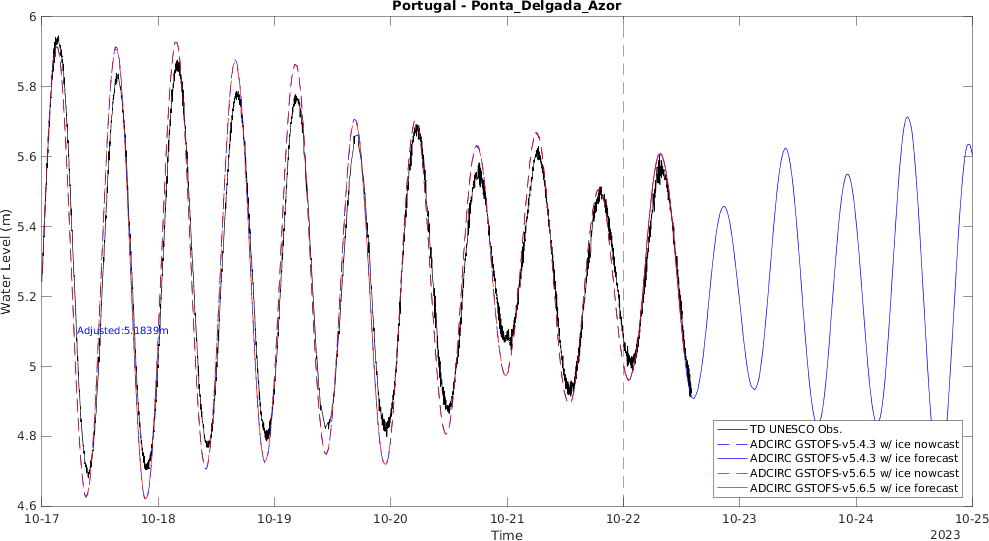 Portugal - Ponta_Delgada_Azor
Water Level (m)
6
5.8
5.6
5.4
5.2
5
4.8
4.6
Adjusted:5.1839m
TD UNESCO Obs.
ADCIRC GSTOFS-v5.4.3 w/ ice nowcast
ADCIRC GSTOFS-v5.4.3 w/ ice forecast
ADCIRC GSTOFS-v5.6.5 w/ ice nowcast
ADCIRC GSTOFS-v5.6.5 w/ ice forecast
10-17 10-18 10-19 10-20 10-21 10-22 10-23 10-24 10-25
Time
2023